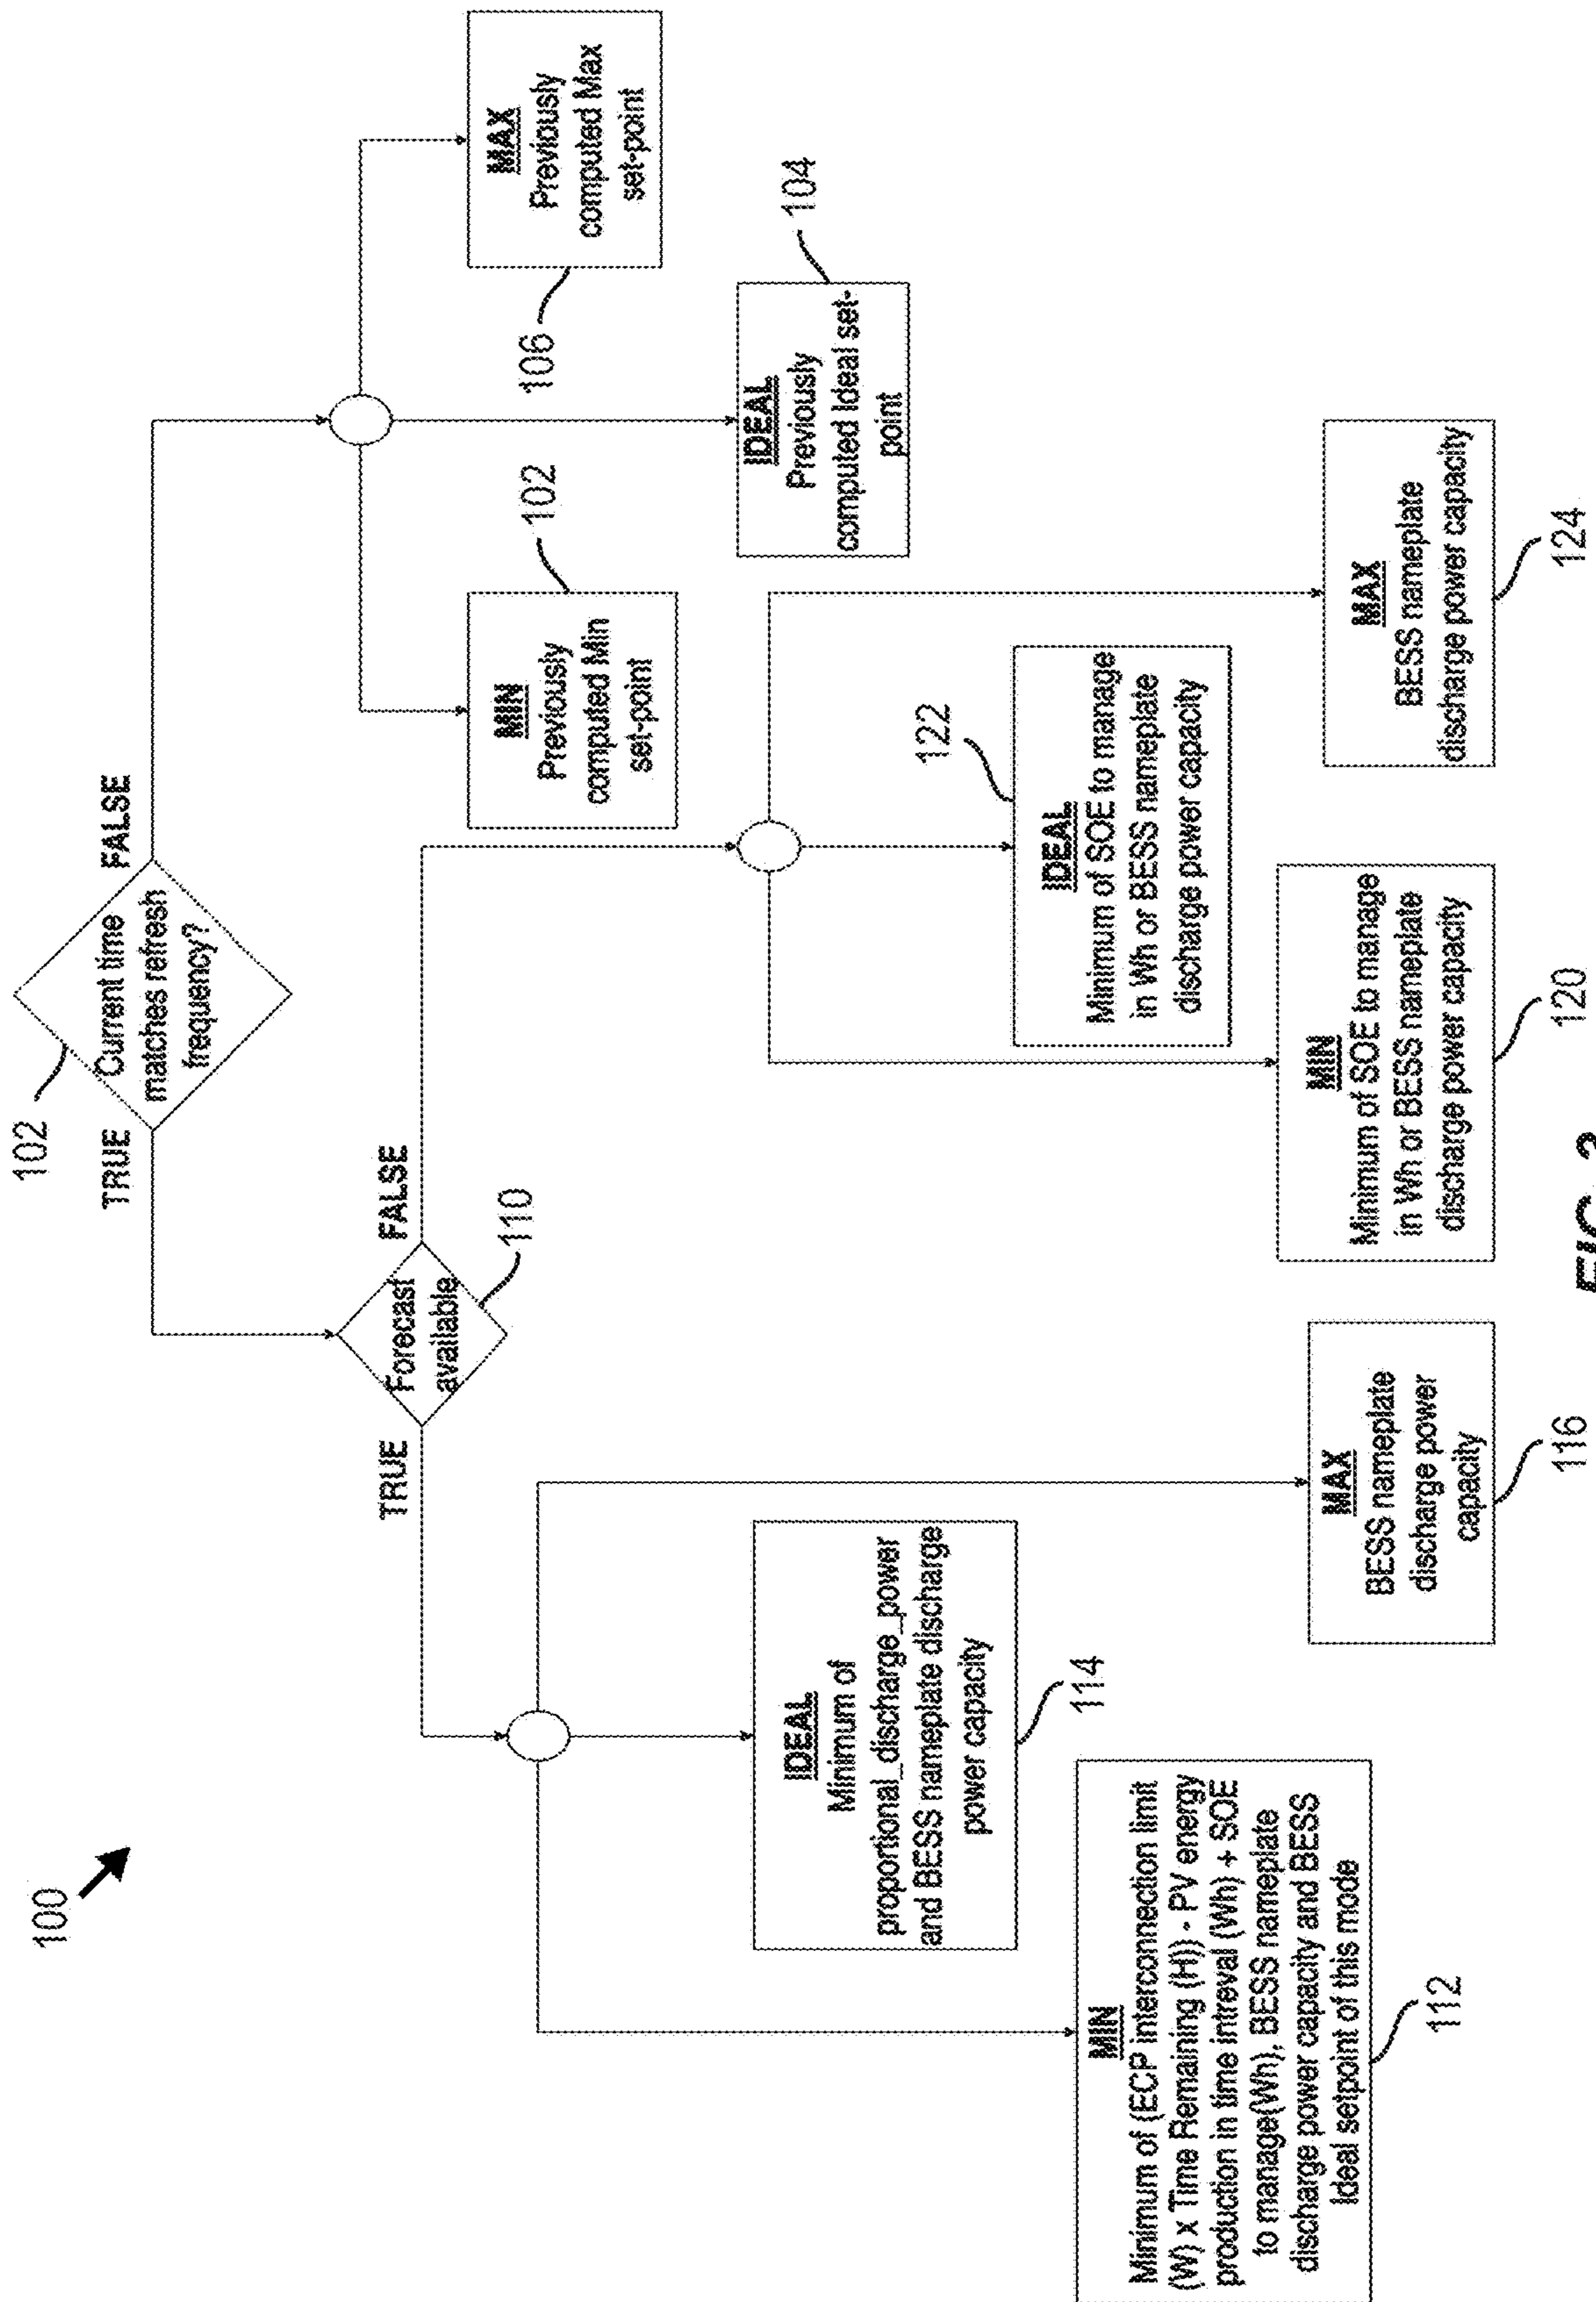 100
102
Current time
matches refresh
frequency?
TRUE
FALSE
MIN
Previously
computed Min
set-point
102
IDEAL
Previously
computed Ideal set-
point
104
MAX
Previously
computed Max
set-point
106
Forecast
available
110
TRUE
FALSE
MIN
Minimum of (ECP interconnection limit
(W) x Time Remaining (H)) - PV energy
production in time intreval (Wh) + SOE
to manage(Wh), BESS nameplate
discharge power capacity and BESS
Ideal setpoint of this mode
112
IDEAL
Minimum of
proportional_discharge_power
and BESS nameplate discharge
power capacity
114
MAX
BESS nameplate
discharge power
capacity
116
MIN
Minimum of SOE to manage
in Wh or BESS nameplate
discharge power capacity
120
IDEAL
Minimum of SOE to manage
in Wh or BESS nameplate
discharge power capacity
122
MAX
BESS nameplate
discharge power capacity
124
FIG.